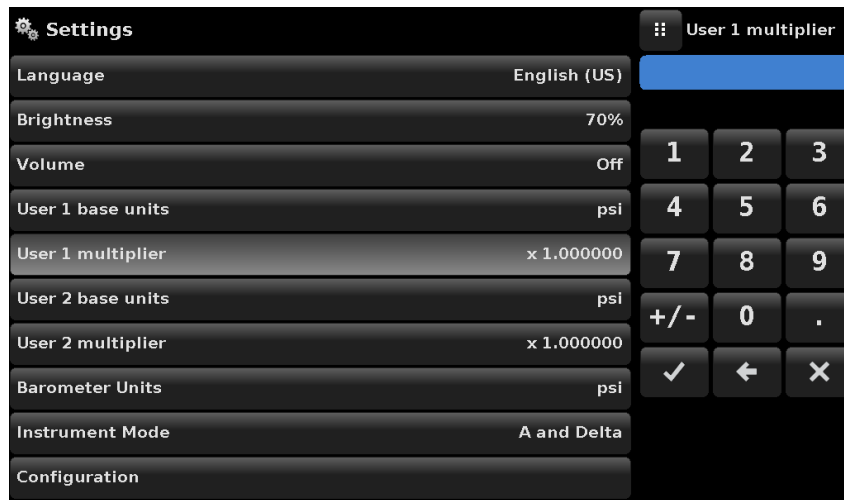 Settings
Language English (US)
Brightness 70%
Volume Off
User 1 base units psi
User 1 multiplier x 1.000000
User 2 base units psi
User 2 multiplier x 1.000000
Barometer Units psi
Instrument Mode A and Delta
Configuration
User 1 multiplier
1 2 3
4 5 6
7 8 9
+/- 0 .